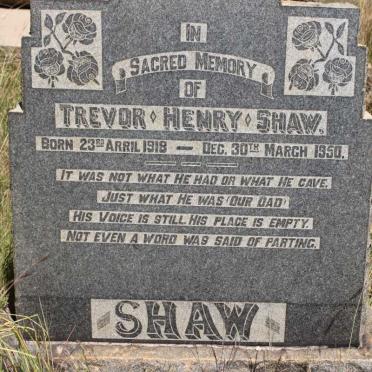 IN
SACRED MEMORY
OF
TREVOR HENRY SHAW.
BORN 23RD APRIL 1918 — DEC. 30TH MARCH 1950.
IT WAS NOT WHAT HE HAD OR WHAT HE GAVE,
JUST WHAT HE WAS (OUR DAD)
HIS VOICE IS STILL. HIS PLACE IS EMPTY.
NOT EVEN A WORD WAS SAID OF PARTING.
SHAW